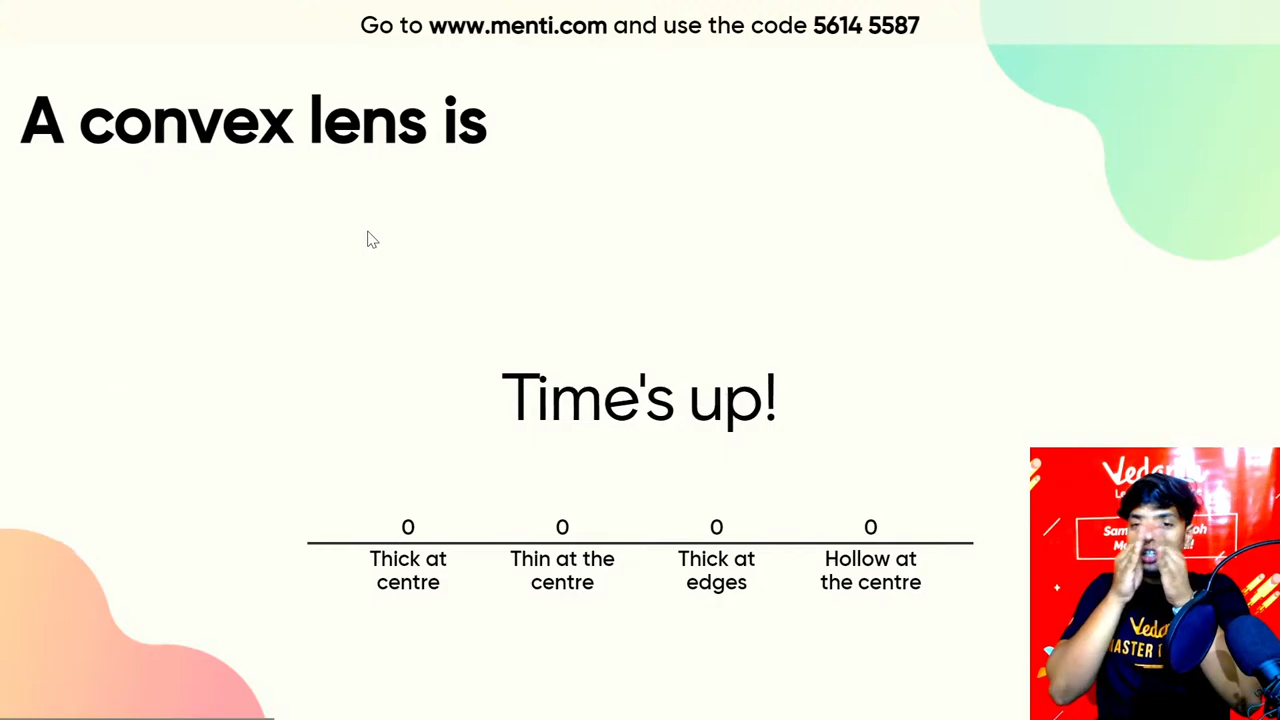 Go to www.menti.com and use the code 5614 5587
A convex lens is
Time's up!
0 0 0 0
Thick at centre
Thin at the centre
Thick at edges
Hollow at the centre